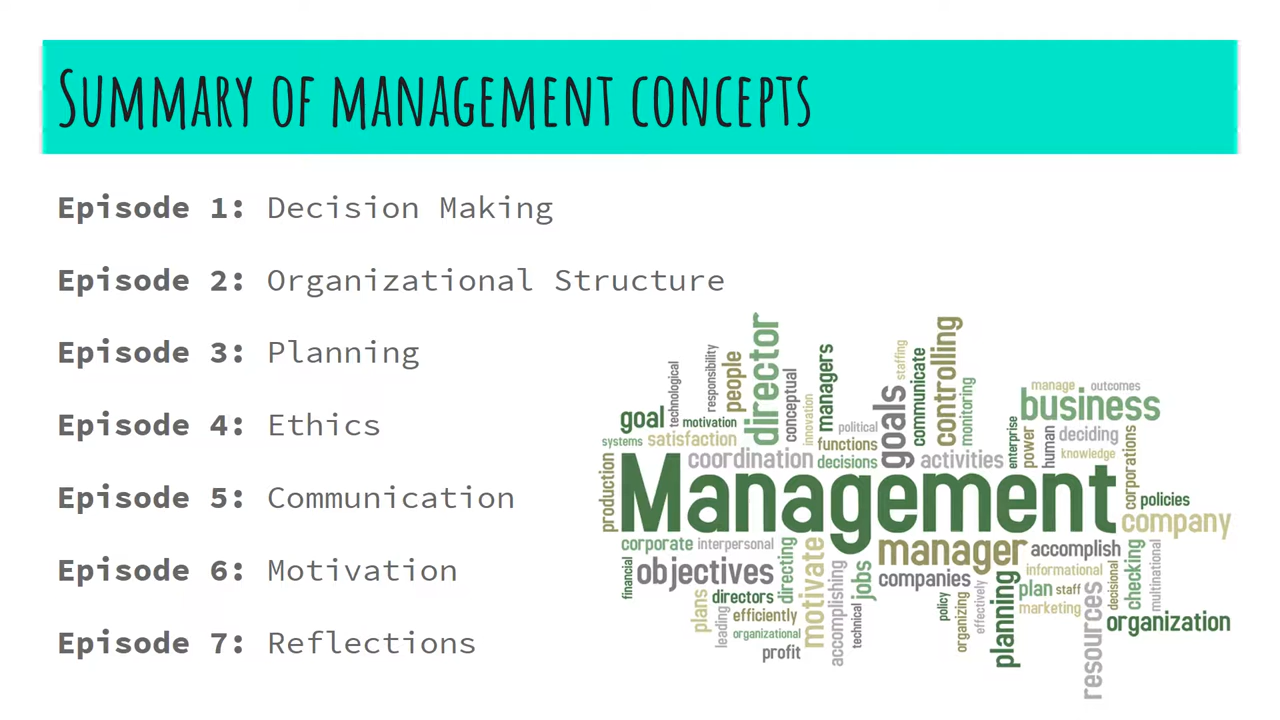 Summary of management concepts
Episode 1: Decision Making
Episode 2: Organizational Structure
Episode 3: Planning
Episode 4: Ethics
Episode 5: Communication
Episode 6: Motivation
Episode 7: Reflections
director
controlling
staffing
responsibility
people
technological
conceptual
managers
innovation
communicate
monitoring
goals
goal
motivation
political
manage
outcomes
business
systems
satisfaction
functions
enterprise
power
human
deciding
knowledge
corporations
coordination
decisions
activities
production
Management
policies
company
corporate
interpersonal
directing
motivate
manager
accomplish
financial
objectives
accomplishing
jobs
companies
informational
checking
multinational
decisional
plans
directors
leading
efficiently
technical
policy
organizing
effectively
planning
plan
staff
marketing
resources
organization
organizational
profit